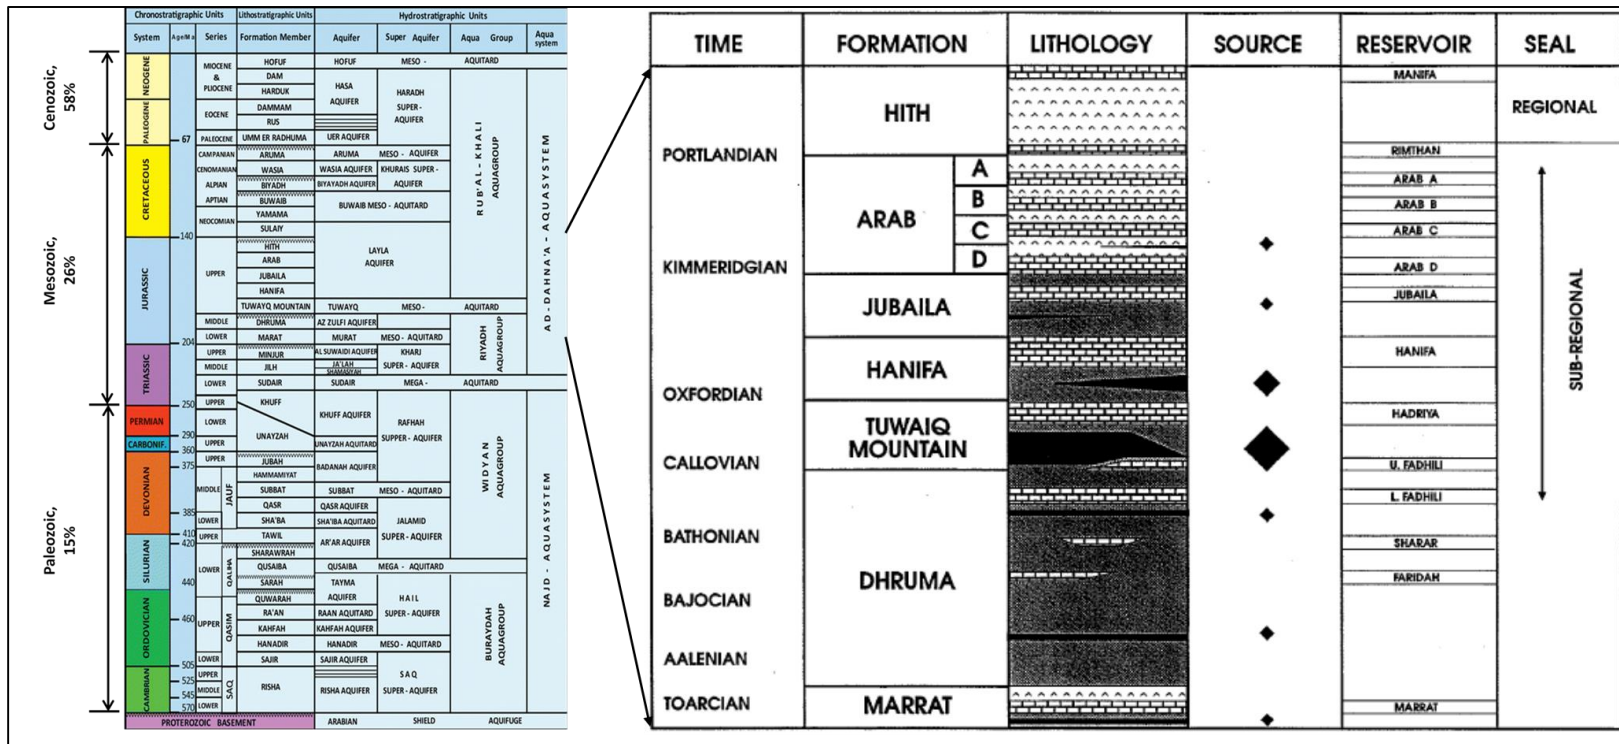 Chronostratigraphic Units Lithostratigraphic Units Hydrostratigraphic Units
System Age/Ma Series Formation Member Aquifer Super Aquifer Aqua Group Aqua system
Cenozoic, 58%
Mesozoic, 26%
Paleozoic, 15%
NEOGENE
PALEOGENE
CRETACEOUS
JURASSIC
TRIASSIC
PERMIAN
CARBONIF.
DEVONIAN
SILURIAN
ORDOVICIAN
CAMBRIAN
67
140
204
250
290
360
375
385
410
420
440
460
505
525
545
570
MIOCENE & PLIOCENE
EOCENE
PALEOCENE
CAMPANIAN
CENOMANIAN
ALPIAN
APTIAN
NEOCOMIAN
UPPER
MIDDLE
LOWER
UPPER
MIDDLE
LOWER
UPPER
LOWER
UPPER
UPPER
MIDDLE
LOWER
UPPER
LOWER
UPPER
LOWER
UPPER
MIDDLE
LOWER
JAUF
QALIHA
QASIM
SAQ
HOFUF
DAM
HARDUK
DAMMAM
RUS
UMM ER RADHUMA
ARUMA
WASIA
BIYADH
BUWAIB
YAMAMA
SULAIY
HITH
ARAB
JUBAILA
HANIFA
TUWAYQ MOUNTAIN
DHRUMA
MARAT
MINJUR
JILH
SUDAIR
KHUFF
UNAYZAH
JUBAH
HAMMAMIYAT
SUBBAT
QASR
SHA'BA
TAWIL
SHARAWRAH
QUSAIBA
SARAH
QUWARAH
RA'AN
KAHFAH
HANADIR
SAJIR
RISHA
HOFUF MESO - AQUITARD
HASA AQUIFER
HARADH SUPER - AQUIFER
UER AQUIFER
ARUMA MESO - AQUIFER
WASIA AQUIFER KHURAIS SUPER -
BIYAYADH AQUIFER AQUIFER
BUWAIB MESO - AQUITARD
LAYLA AQUIFER
TUWAYQ MESO - AQUITARD
AZ ZULFI AQUIFER
MURAT MESO - AQUITARD
AL SUWAIDI AQUIFER KHARJ
JA'LAH SUPER - AQUIFER
SHAMASIYAH
SUDAIR MEGA - AQUITARD
KHUFF AQUIFER
RAFHAH SUPPER - AQUIFER
UNAYZAH AQUITARD
BADANAH AQUIFER
SUBBAT MESO - AQUITARD
QASR AQUIFER
SHA'IBA AQUITARD
JALAMID SUPER - AQUIFER
AR'AR AQUIFER
QUSAIBA MEGA - AQUITARD
TAYMA AQUIFER
HAIL SUPER - AQUIFER
RAAN AQUITARD
KAHFAH AQUIFER
HANADIR MESO - AQUITARD
SAJIR AQUIFER
SAQ SUPER - AQUIFER
RISHA AQUIFER
RUB'AL - KHALI AQUAGROUP
RIYADH AQUAGROUP
WIDYAN AQUAGROUP
BURAYDAH AQUAGROUP
AD - DAHNA'A - AQUASYSTEM
NAJD - AQUASYSTEM
PROTEROZOIC BASEMENT ARABIAN SHIELD AQUIFUGE
TIME FORMATION LITHOLOGY SOURCE RESERVOIR SEAL
PORTLANDIAN
KIMMERIDGIAN
OXFORDIAN
CALLOVIAN
BATHONIAN
BAJOCIAN
AALENIAN
TOARCIAN
HITH
ARAB
A
B
C
D
JUBAILA
HANIFA
TUWAIQ
MOUNTAIN
DHRUMA
MARRAT
MANIFA
RIMTHAN
ARAB A
ARAB B
ARAB C
ARAB D
JUBAILA
HANIFA
HADRIYA
U. FADHILI
L. FADHILI
SHARAR
FARIDAH
MARRAT
REGIONAL
SUB-REGIONAL